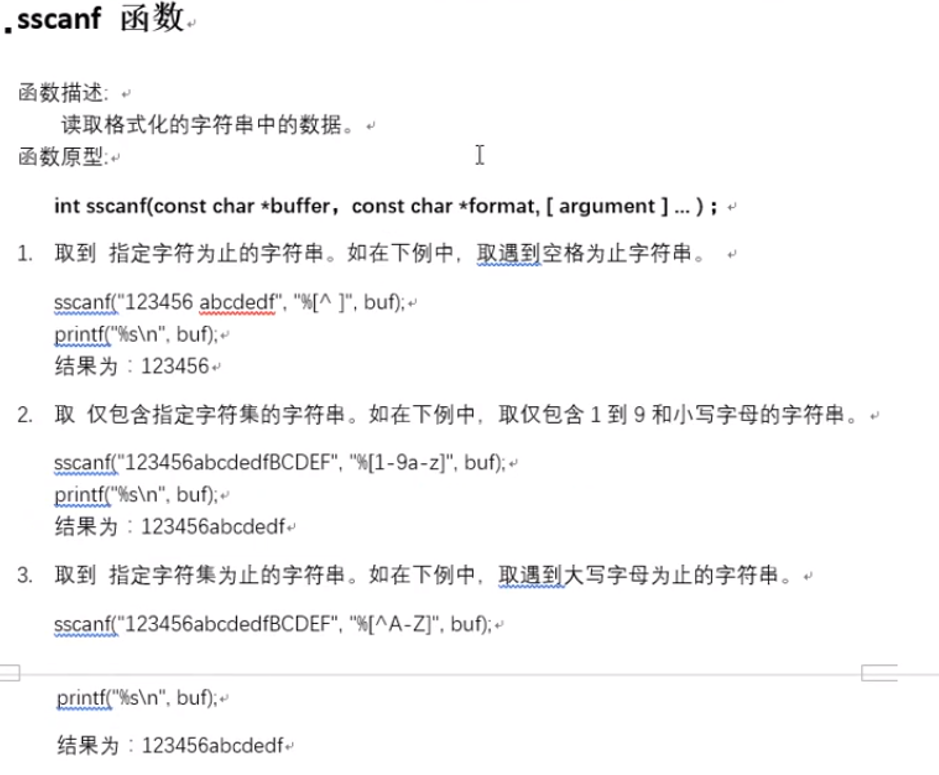 sscanf 函数
函数描述:
读取格式化的字符串中的数据。
函数原型:
int sscanf(const char *buffer，const char *format, [ argument ] ... ) ;
1. 取到 指定字符为止的字符串。如在下例中，取遇到空格为止字符串。
sscanf("123456 abcdedf", "%[^ ]", buf);
printf("%s\n", buf);
结果为：123456
2. 取 仅包含指定字符集的字符串。如在下例中，取仅包含 1 到 9 和小写字母的字符串。
sscanf("123456abcdedfBCDEF", "%[1-9a-z]", buf);
printf("%s\n", buf);
结果为：123456abcdedf
3. 取到 指定字符集为止的字符串。如在下例中，取遇到大写字母为止的字符串。
sscanf("123456abcdedfBCDEF", "%[^A-Z]", buf);
printf("%s\n", buf);
结果为：123456abcdedf